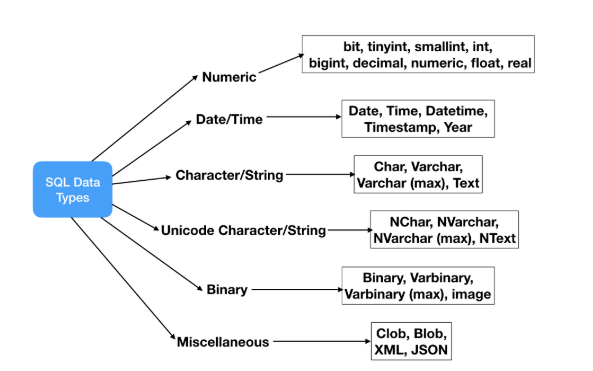 SQL Data
Types
Numeric
bit, tinyint, smallint, int,
bigint, decimal, numeric, float, real
Date/Time
Date, Time, Datetime,
Timestamp, Year
Character/String
Char, Varchar,
Varchar (max), Text
Unicode Character/String
NChar, NVarchar,
NVarchar (max), NText
Binary
Binary, Varbinary,
Varbinary (max), image
Miscellaneous
Clob, Blob,
XML, JSON